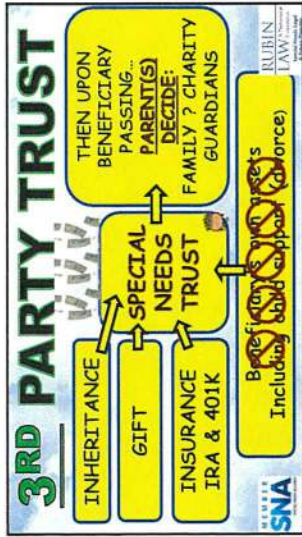 3RD PARTY TRUST
INHERITANCE
GIFT
INSURANCE
IRA & 401K
SPECIAL
NEEDS
TRUST
THEN UPON
BENEFICIARY
PASSING...
PARENT(S)
DECIDE:
FAMILY ? CHARITY
GUARDIANS
Beneficiary's own assets
Including child support (divorce)
MEMBER
SNA
RUBIN
LAW